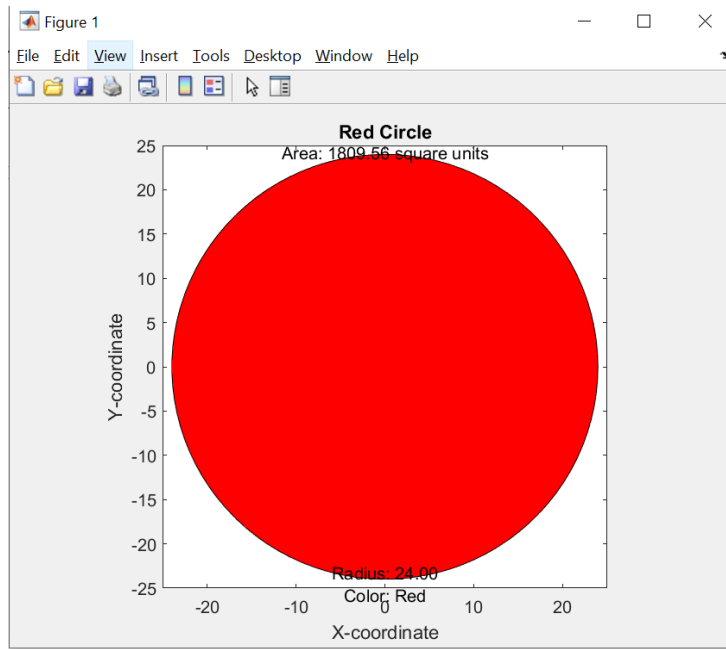 Figure 1
File Edit View Insert Tools Desktop Window Help
Red Circle
Area: 1809.56 square units
25
20
15
10
5
0
-5
-10
-15
-20
-25
Y-coordinate
Radius: 24.00
Color: Red
-20 -10 0 10 20
X-coordinate